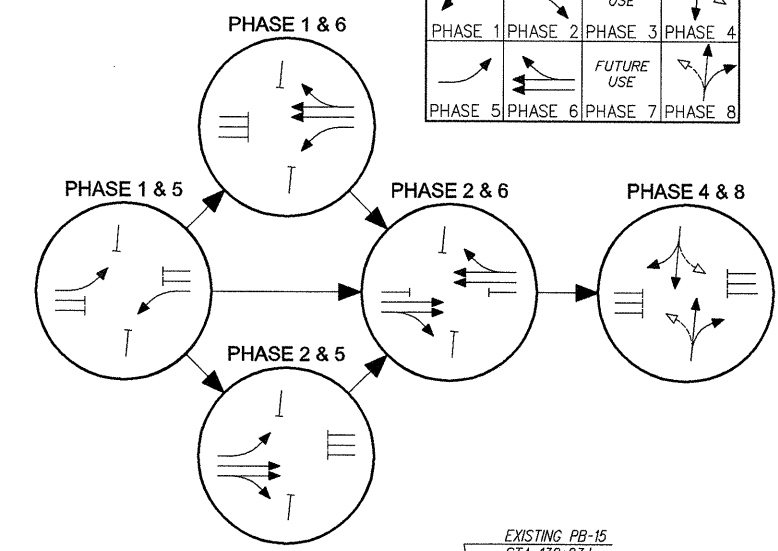 USE
PHASE 1 PHASE 2 PHASE 3 PHASE 4
FUTURE
USE
PHASE 5 PHASE 6 PHASE 7 PHASE 8
PHASE 1 & 6
PHASE 1 & 5
PHASE 2 & 6
PHASE 4 & 8
PHASE 2 & 5
EXISTING PB-15